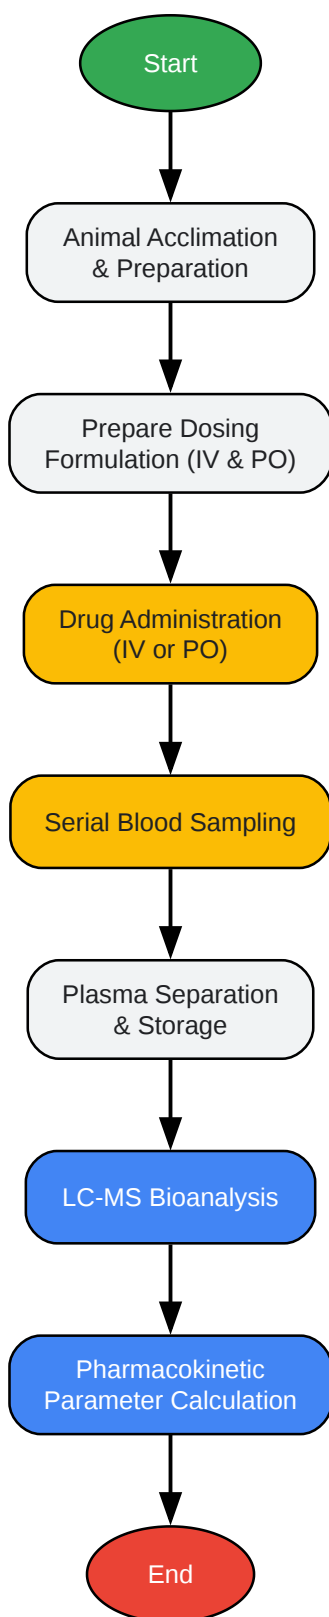 Start
Animal Acclimation
& Preparation
Prepare Dosing
Formulation (IV & PO)
Drug Administration
(IV or PO)
Serial Blood Sampling
Plasma Separation
& Storage
LC-MS Bioanalysis
Pharmacokinetic
Parameter Calculation
End